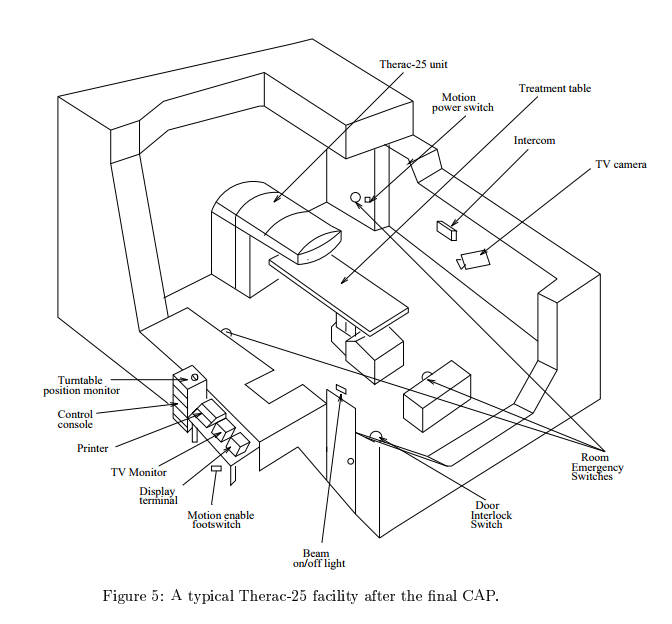 Therac-25 unit
Treatment table
Motion
power switch
Intercom
TV camera
Turntable
position monitor
Control
console
Printer
TV Monitor
Display
terminal
Motion enable
footswitch
Beam
on/off light
Door
Interlock
Switch
Room
Emergency
Switches
Figure 5: A typical Therac-25 facility after the final CAP.